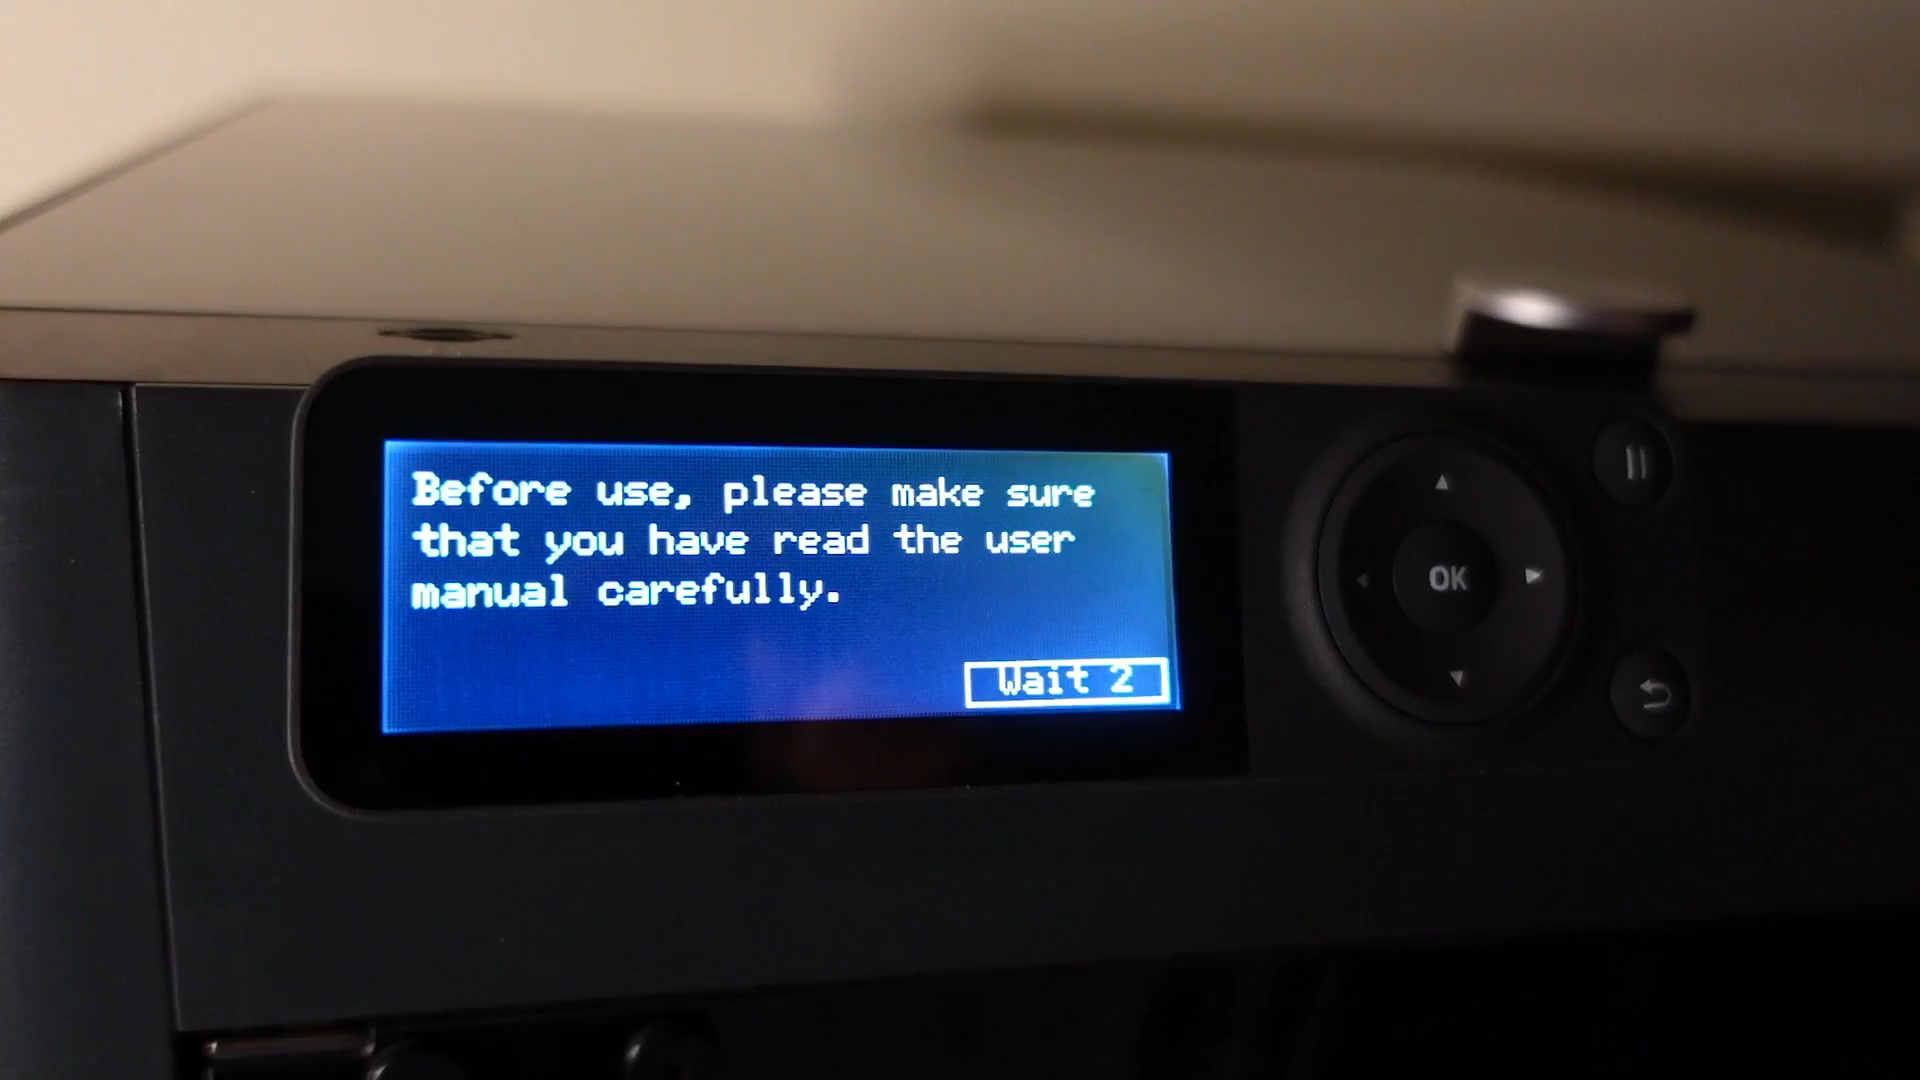 Before use, please make sure
that you have read the user
manual carefully.
Wait 2
OK